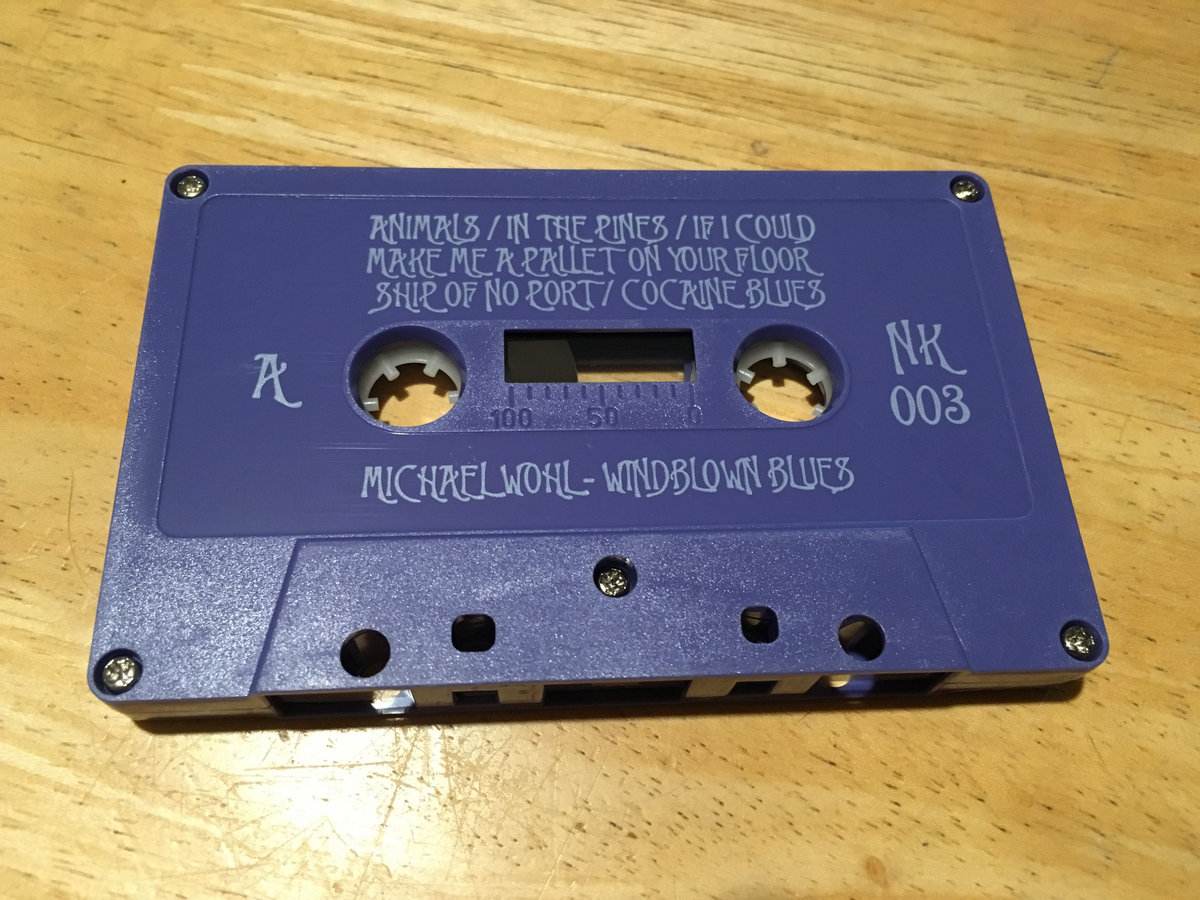 ANIMALS / IN THE PINES / IF I COULD
MAKE ME A PALLET ON YOUR FLOOR
SHIP OF NO PORT / COCAINE BLUES
A
NK
003
100 50 0
MICHAEL WOHL - WINDBLOWN BLUES